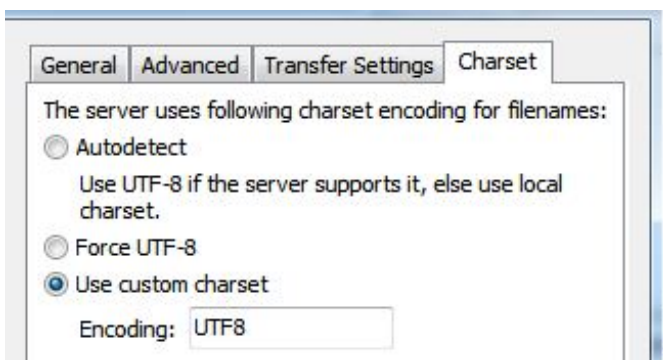 General Advanced Transfer Settings Charset
The server uses following charset encoding for filenames:
Autodetect
Use UTF-8 if the server supports it, else use local
charset.
Force UTF-8
Use custom charset
Encoding: UTF8